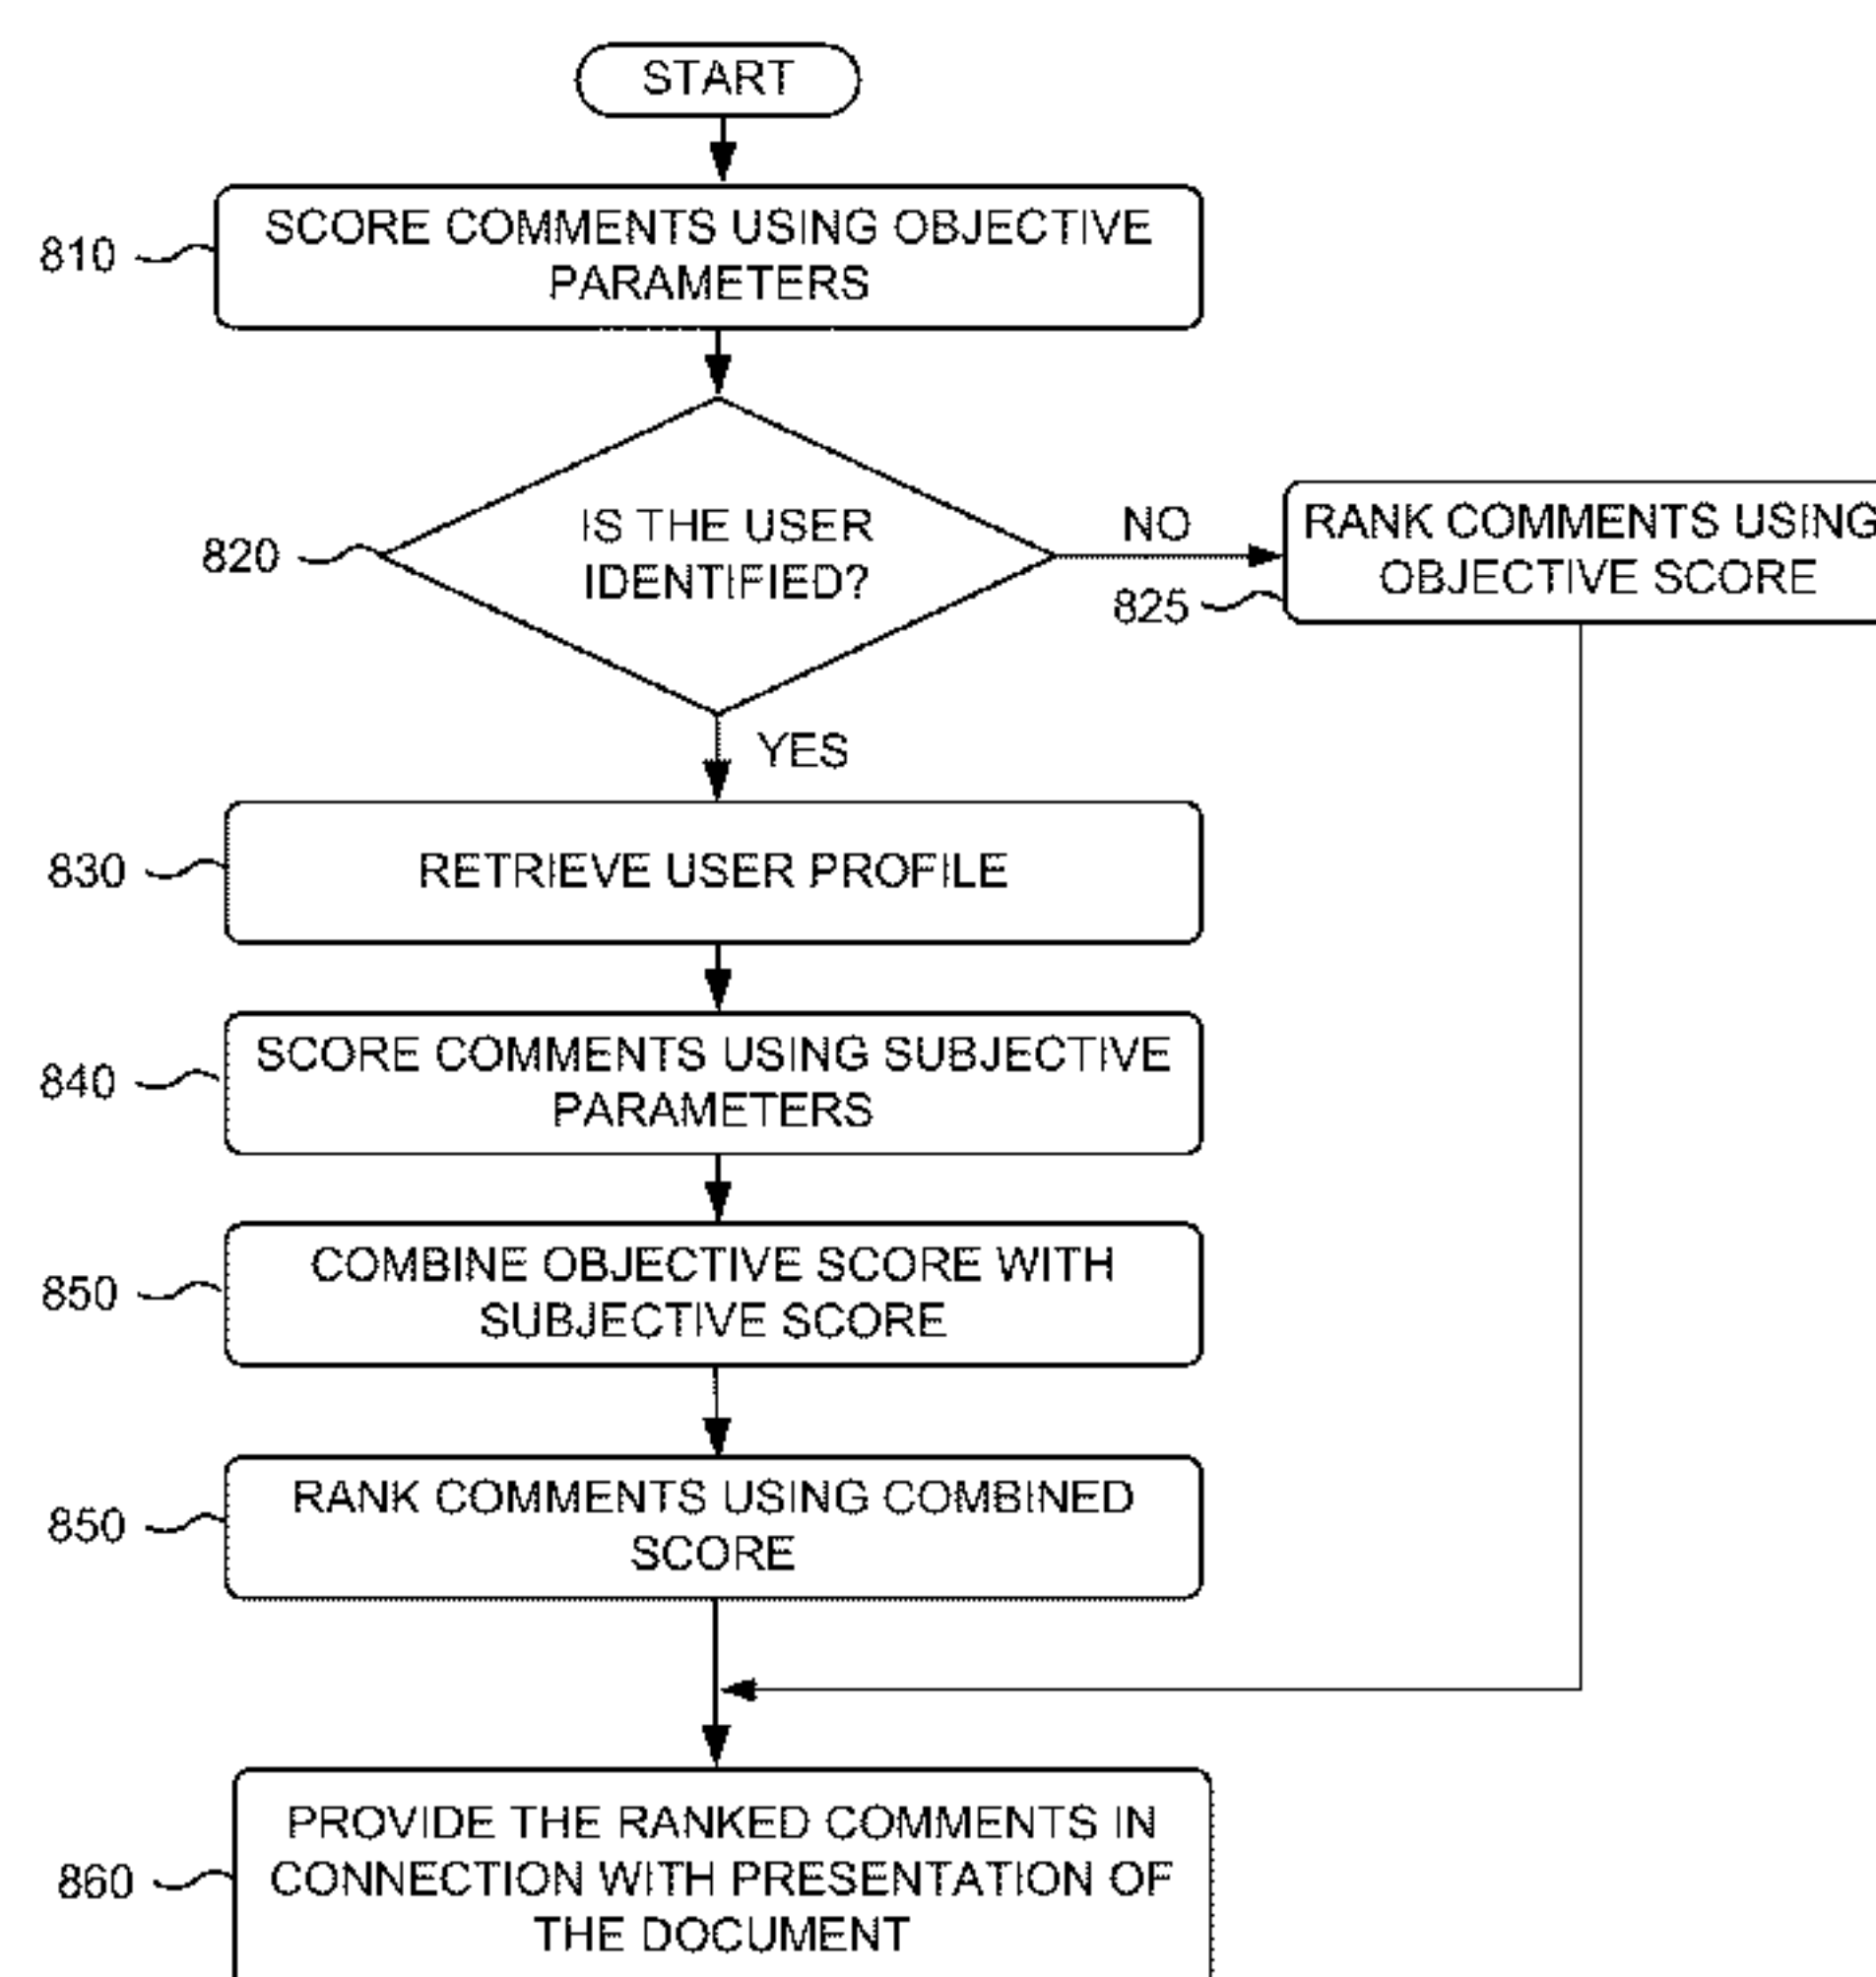 START
810
SCORE COMMENTS USING OBJECTIVE
PARAMETERS
820
IS THE USER
IDENTIFIED?
NO
825
RANK COMMENTS USING
OBJECTIVE SCORE
YES
830
RETRIEVE USER PROFILE
840
SCORE COMMENTS USING SUBJECTIVE
PARAMETERS
850
COMBINE OBJECTIVE SCORE WITH
SUBJECTIVE SCORE
850
RANK COMMENTS USING COMBINED
SCORE
860
PROVIDE THE RANKED COMMENTS IN
CONNECTION WITH PRESENTATION OF
THE DOCUMENT